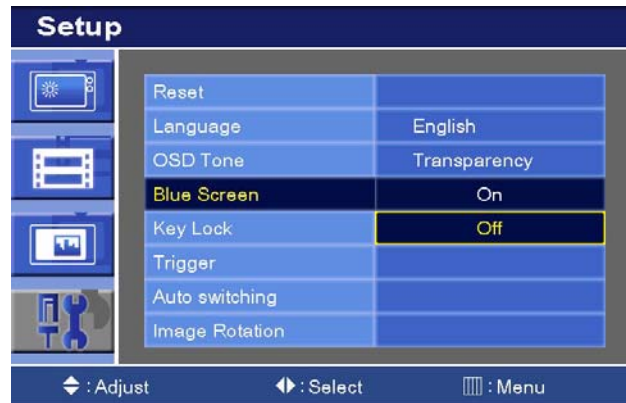 Setup
Reset
Language English
OSD Tone Transparency
Blue Screen On
Key Lock Off
Trigger
Auto switching
Image Rotation
: Adjust : Select : Menu